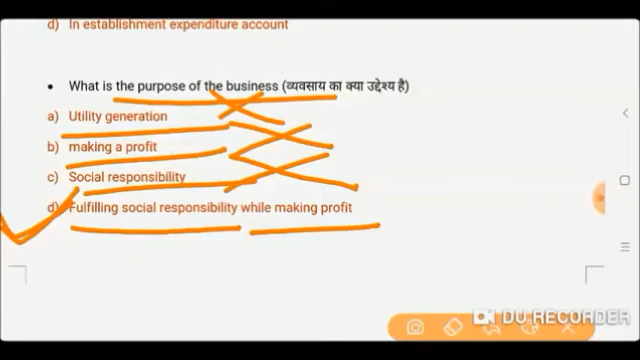 d) In establishment expenditure account
• What is the purpose of the business (व्यवसाय का क्या उद्देश्य है)
a) Utility generation
b) making a profit
c) Social responsibility
d) Fulfilling social responsibility while making profit
DU RECORDER